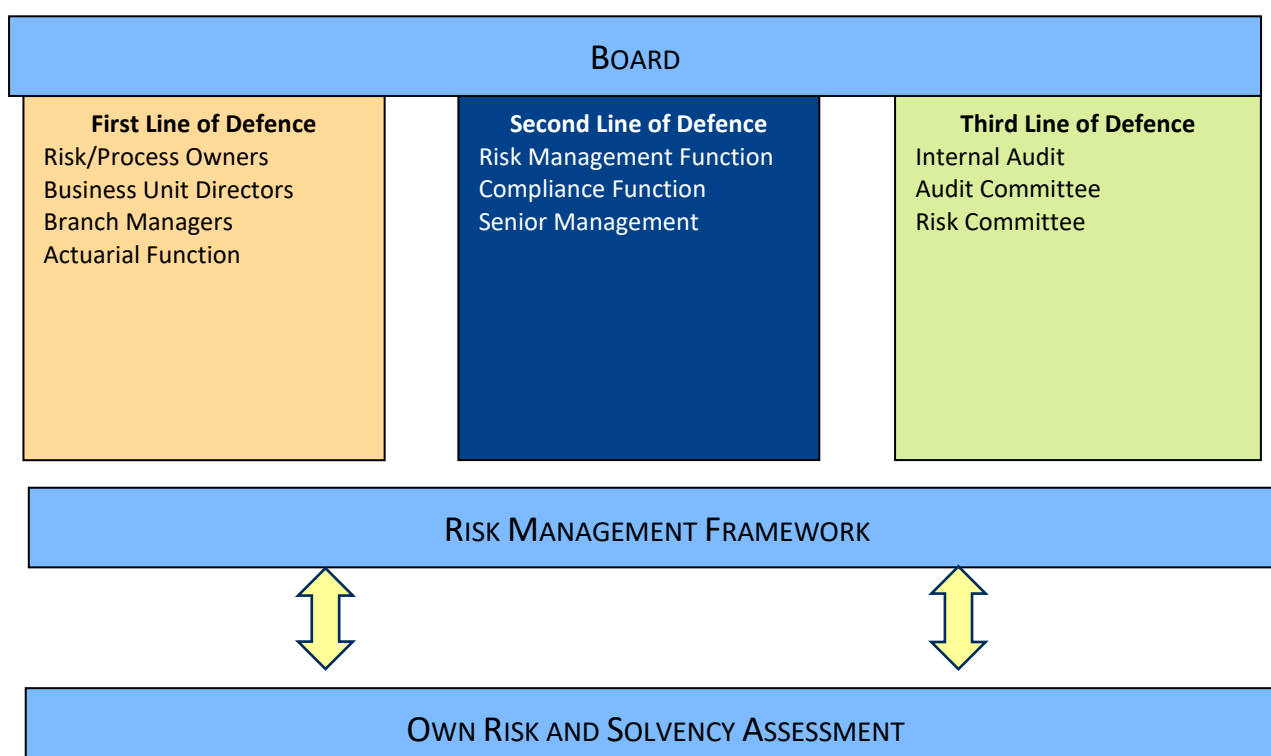 BOARD
First Line of Defence
Risk/Process Owners
Business Unit Directors
Branch Managers
Actuarial Function
Second Line of Defence
Risk Management Function
Compliance Function
Senior Management
Third Line of Defence
Internal Audit
Audit Committee
Risk Committee
RISK MANAGEMENT FRAMEWORK
OWN RISK AND SOLVENCY ASSESSMENT